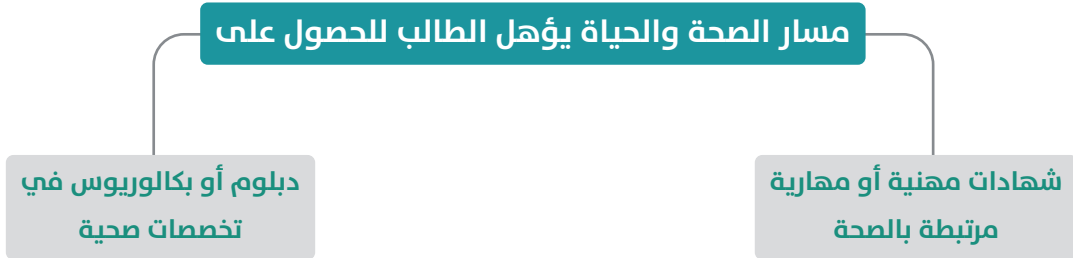 مسار الصحة والحياة يؤهل الطالب للحصول على
شهادات مهنية أو مهارية
مرتبطة بالصحة
دبلوم أو بكالوريوس في
تخصصات صحية